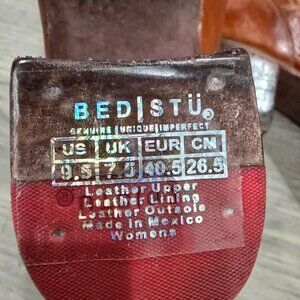 BED|STÜ®
GENUINE|UNIQUE|IMPERFECT
US UK EUR CM
9.5 7.5 40.5 26.5
Leather Upper
Leather Lining
Leather Outsole
Made in Mexico
Womens